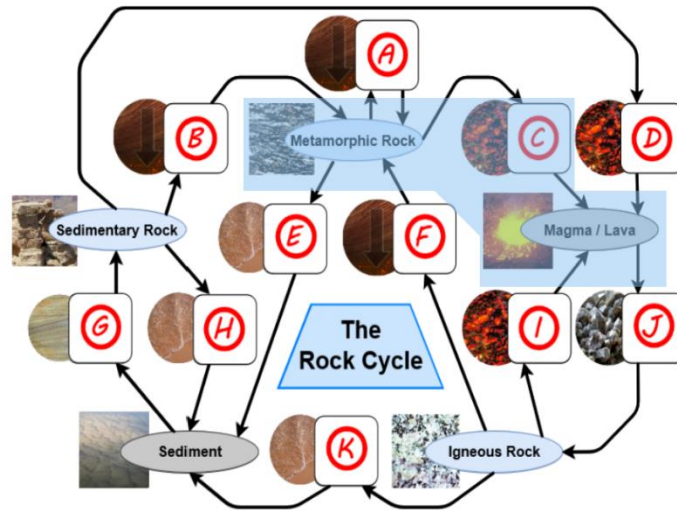 A
B
C
D
Metamorphic Rock
Sedimentary Rock
E
F
Magma / Lava
G
H
The
Rock Cycle
I
J
Sediment
K
Igneous Rock